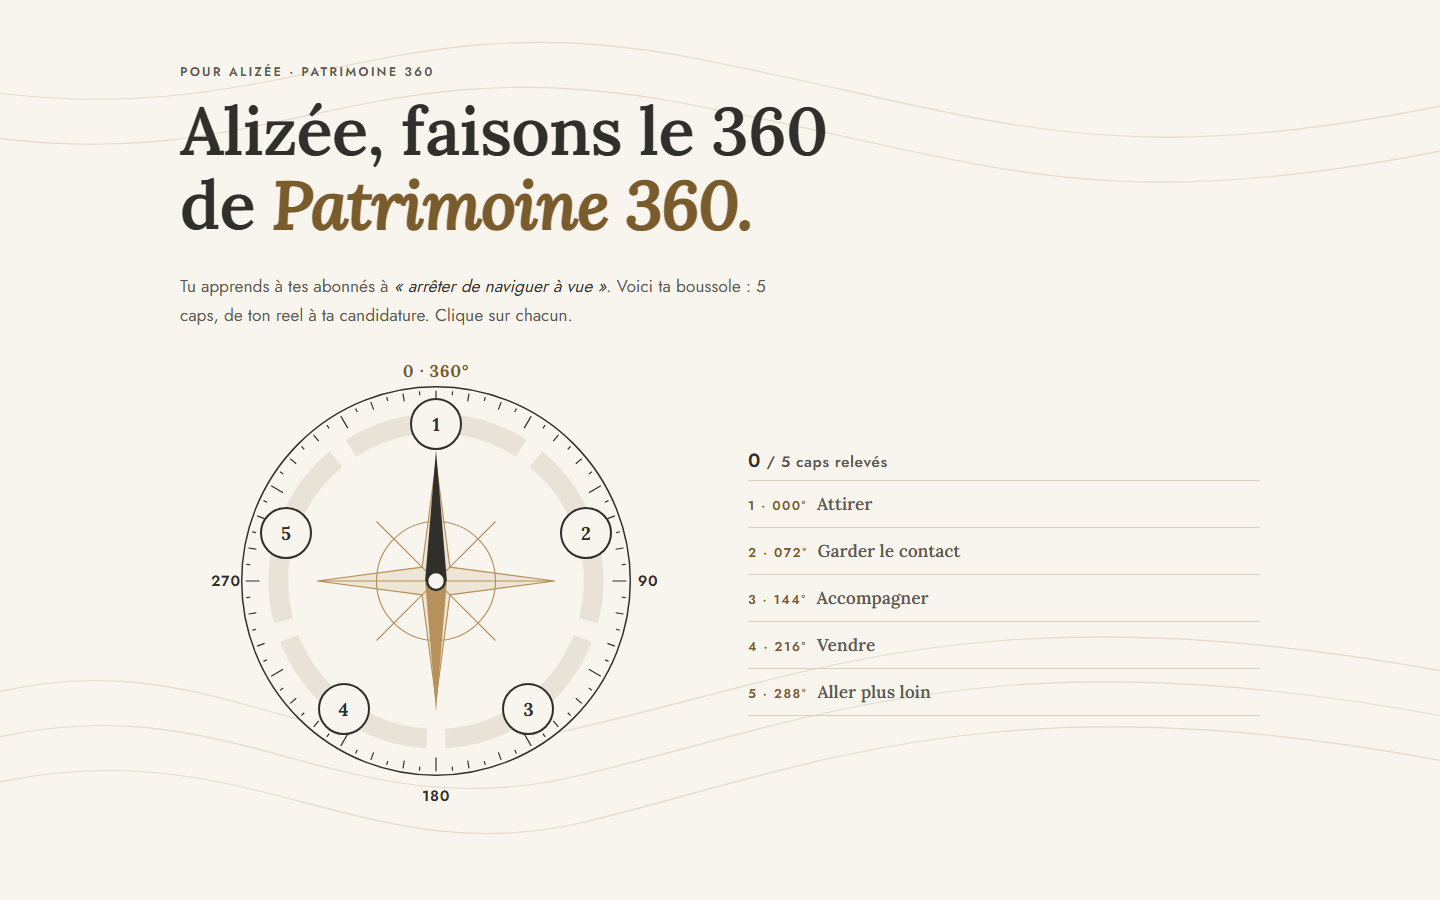 POUR ALIZÉE · PATRIMOINE 360
Alizée, faisons le 360
de Patrimoine 360.
Tu apprends à tes abonnés à « arrêter de naviguer à vue ». Voici ta boussole : 5
caps, de ton reel à ta candidature. Clique sur chacun.
0 · 360°
1
5
2
270
90
4
3
180
0 / 5 caps relevés
1 · 000° Attirer
2 · 072° Garder le contact
3 · 144° Accompagner
4 · 216° Vendre
5 · 288° Aller plus loin